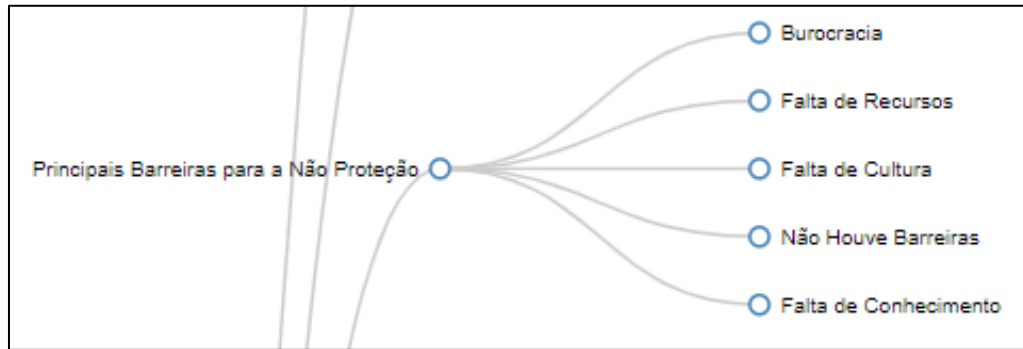 Burocracia
Falta de Recursos
Principais Barreiras para a Não Proteção
Falta de Cultura
Não Houve Barreiras
Falta de Conhecimento